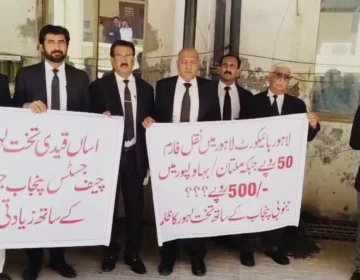 لاہور ہائیکورٹ لاہور میں نقل فارم
50 روپے جبکہ ملتان/ بہاولپور میں
500/- روپے؟؟؟
جنوبی پنجاب کے ساتھ تخت لہور کا ظلم
اساں قیدی تخت لہور
چیف جسٹس پنجاب
کے ساتھ زیادتی